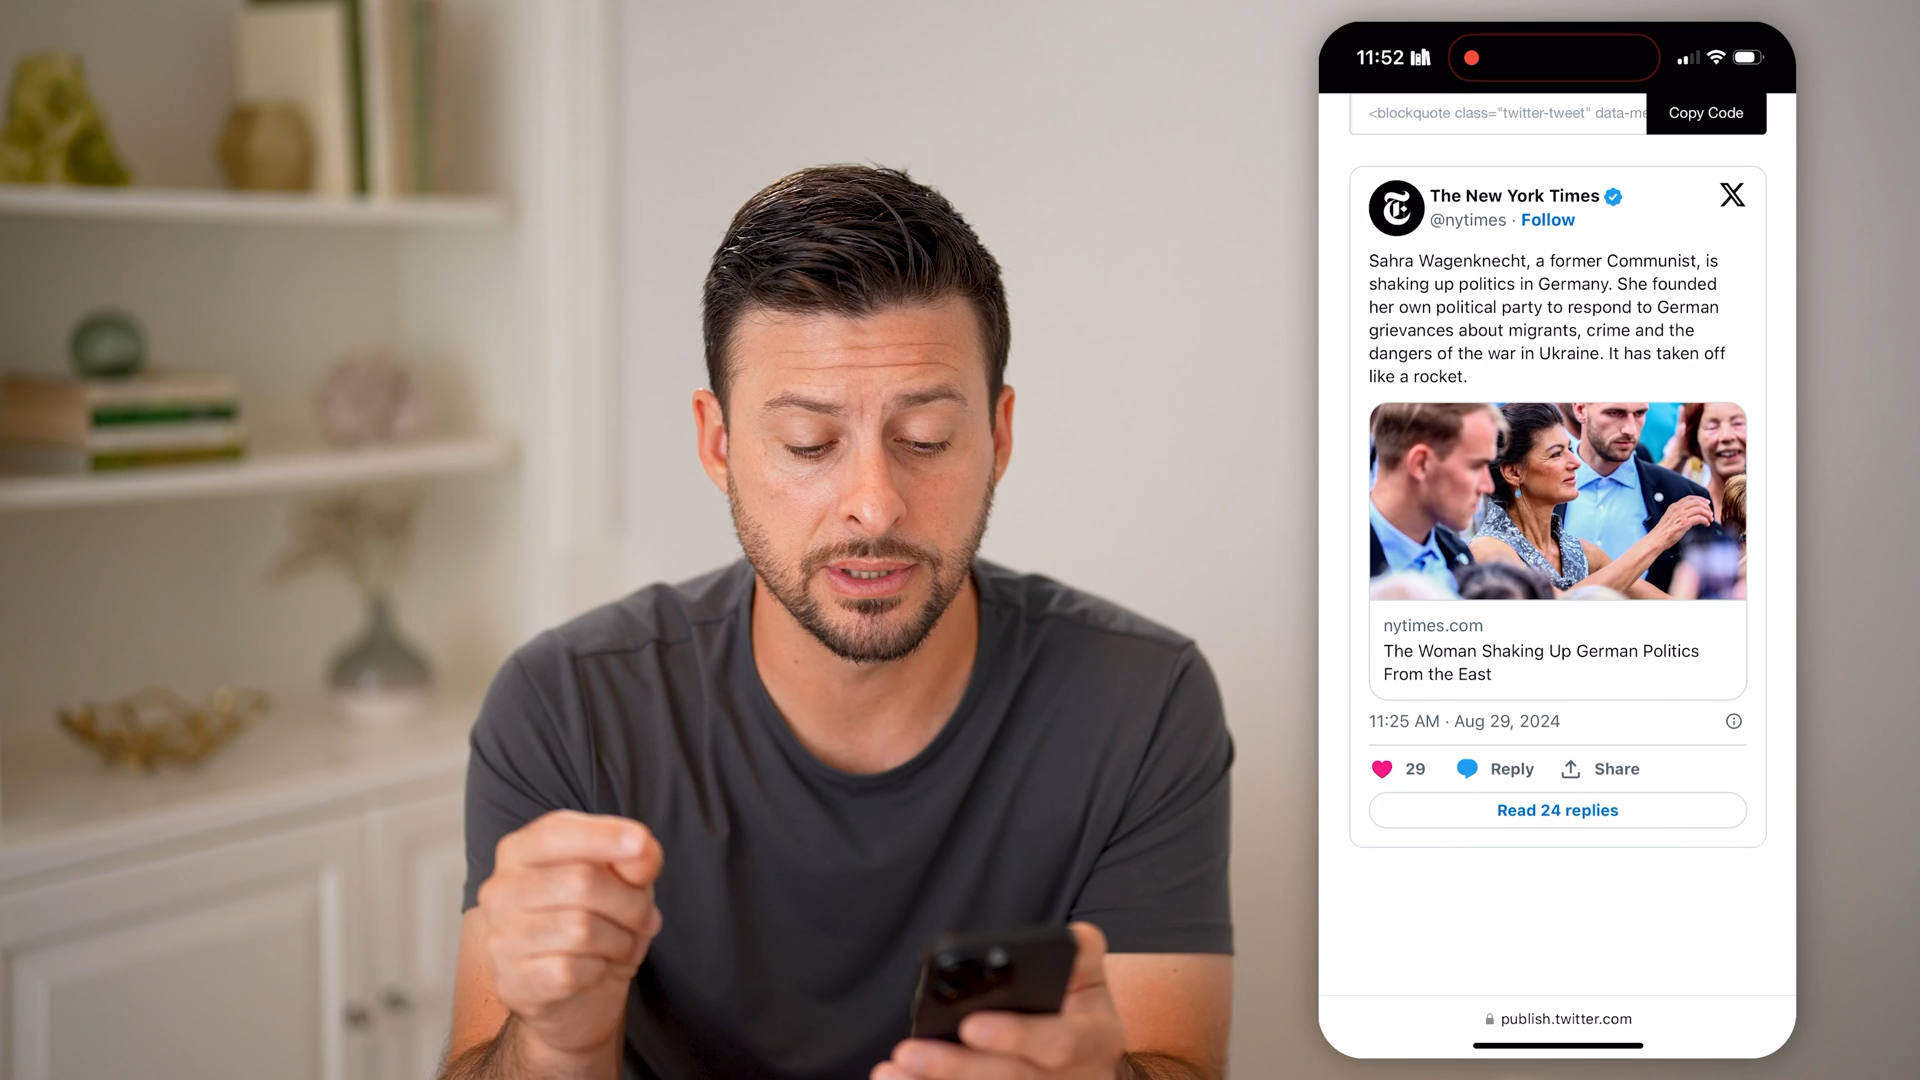 11:52
<blockquote class="twitter-tweet" data-me
Copy Code
The New York Times
@nytimes · Follow
Sahra Wagenknecht, a former Communist, is
shaking up politics in Germany. She founded
her own political party to respond to German
grievances about migrants, crime and the
dangers of the war in Ukraine. It has taken off
like a rocket.
nytimes.com
The Woman Shaking Up German Politics
From the East
11:25 AM · Aug 29, 2024
29 Reply Share
Read 24 replies
publish.twitter.com